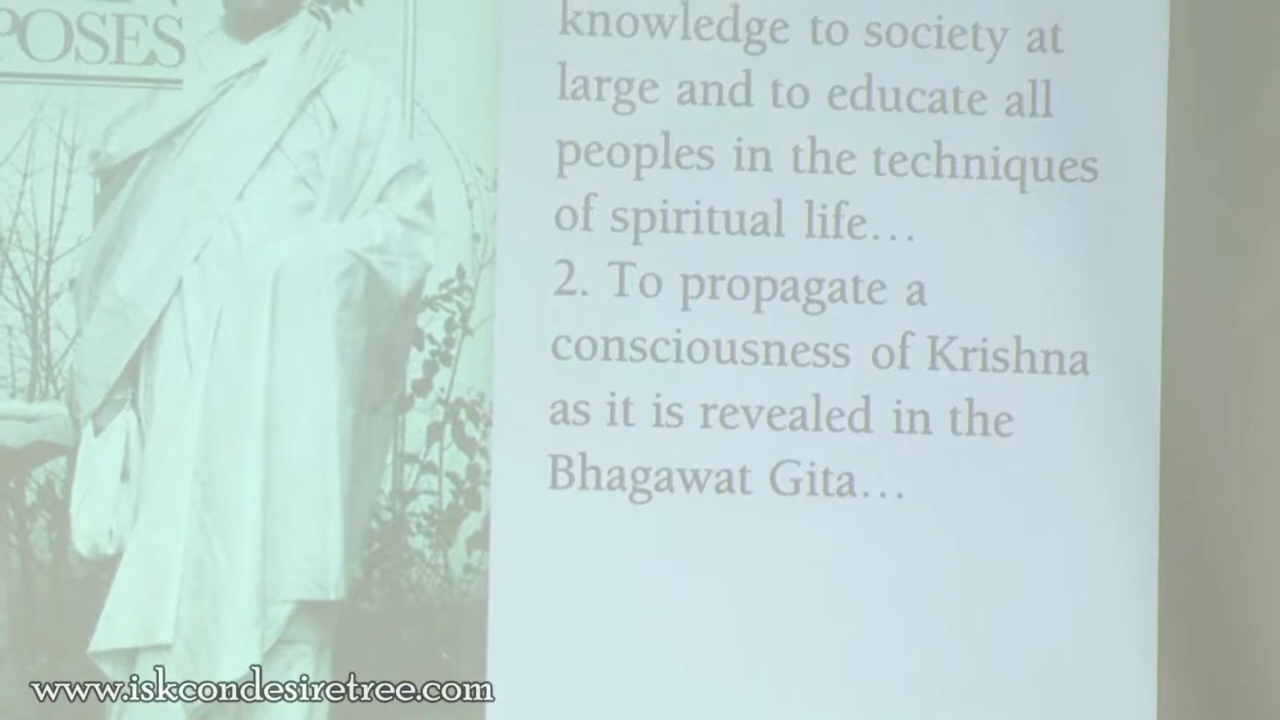 POSES
knowledge to society at
large and to educate all
peoples in the techniques
of spiritual life...
2. To propagate a
consciousness of Krishna
as it is revealed in the
Bhagawat Gita...
www.iskcondesiretree.com